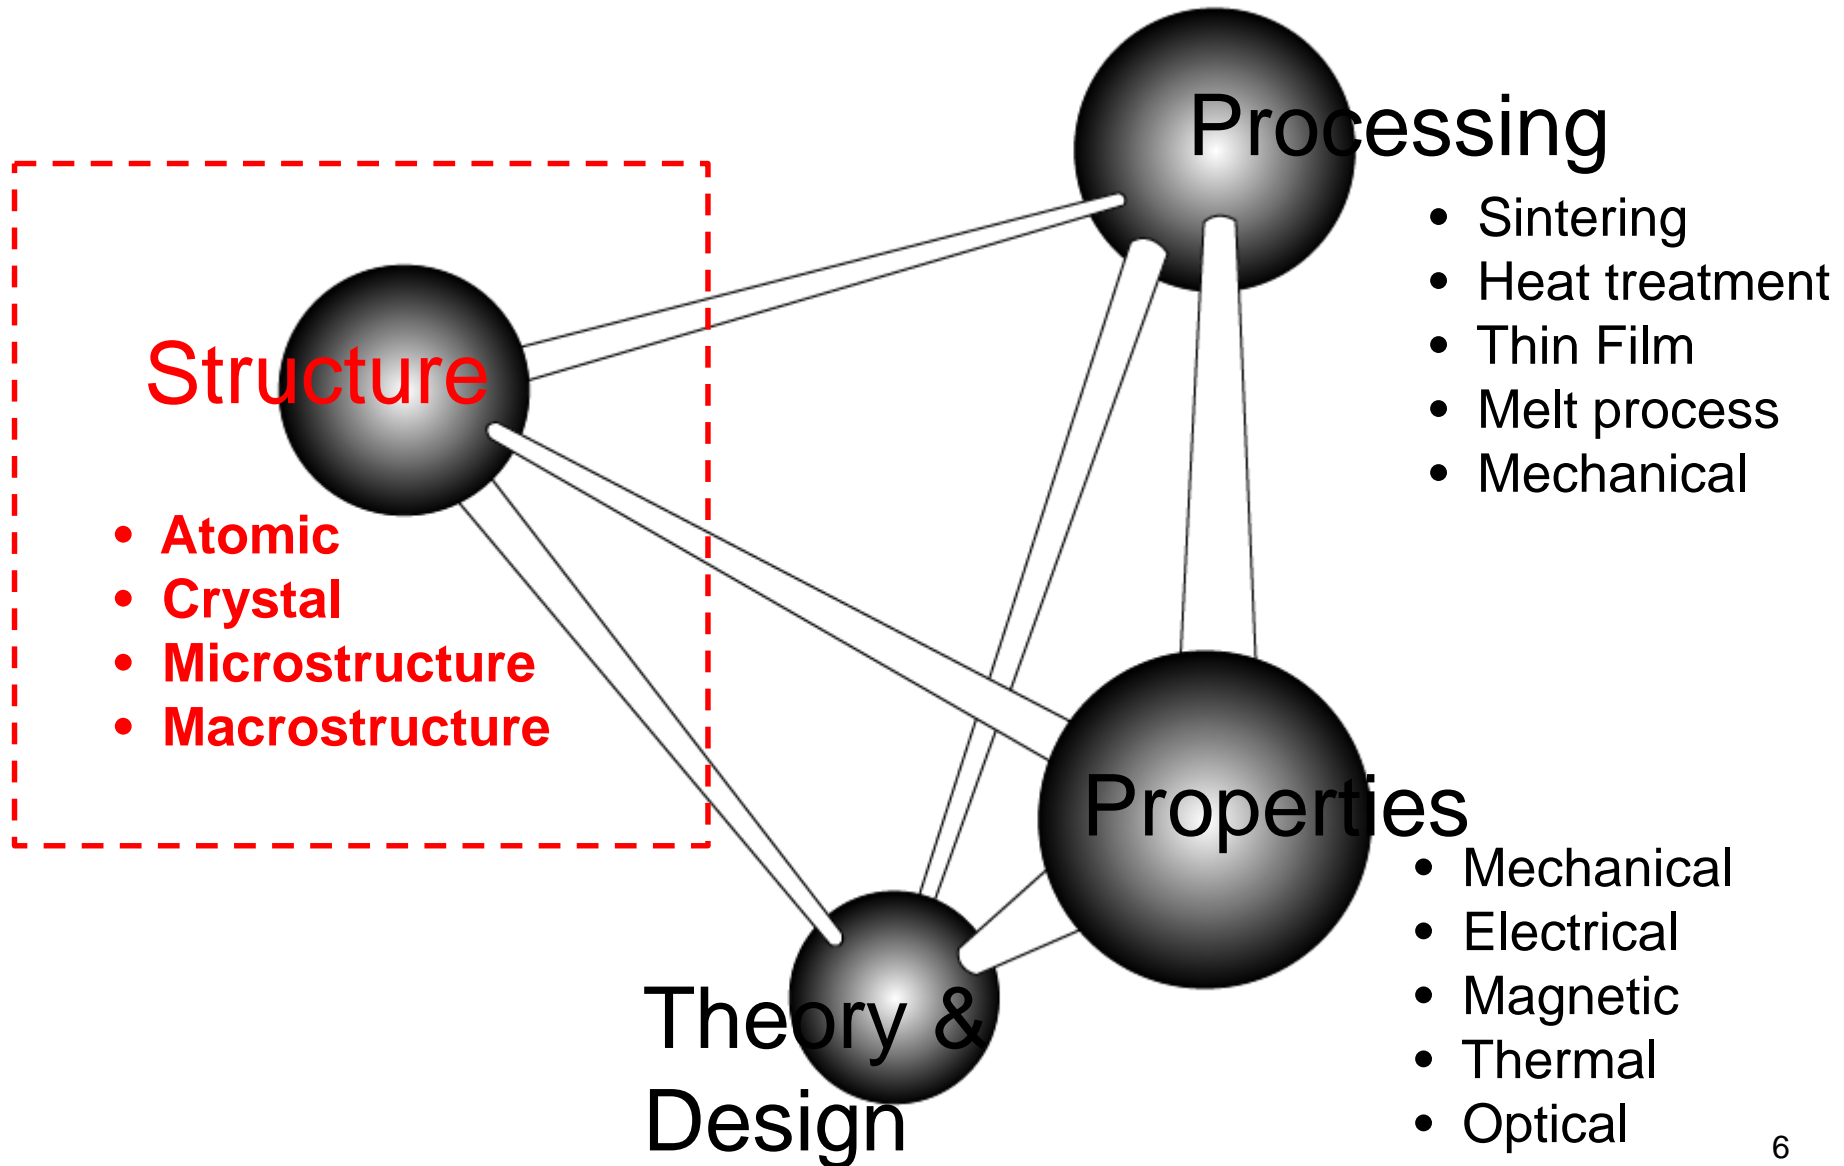 Processing
• Sintering
• Heat treatment
• Thin Film
• Melt process
• Mechanical
Structure
• Atomic
• Crystal
• Microstructure
• Macrostructure
Properties
• Mechanical
• Electrical
• Magnetic
• Thermal
• Optical
Theory &
Design
6